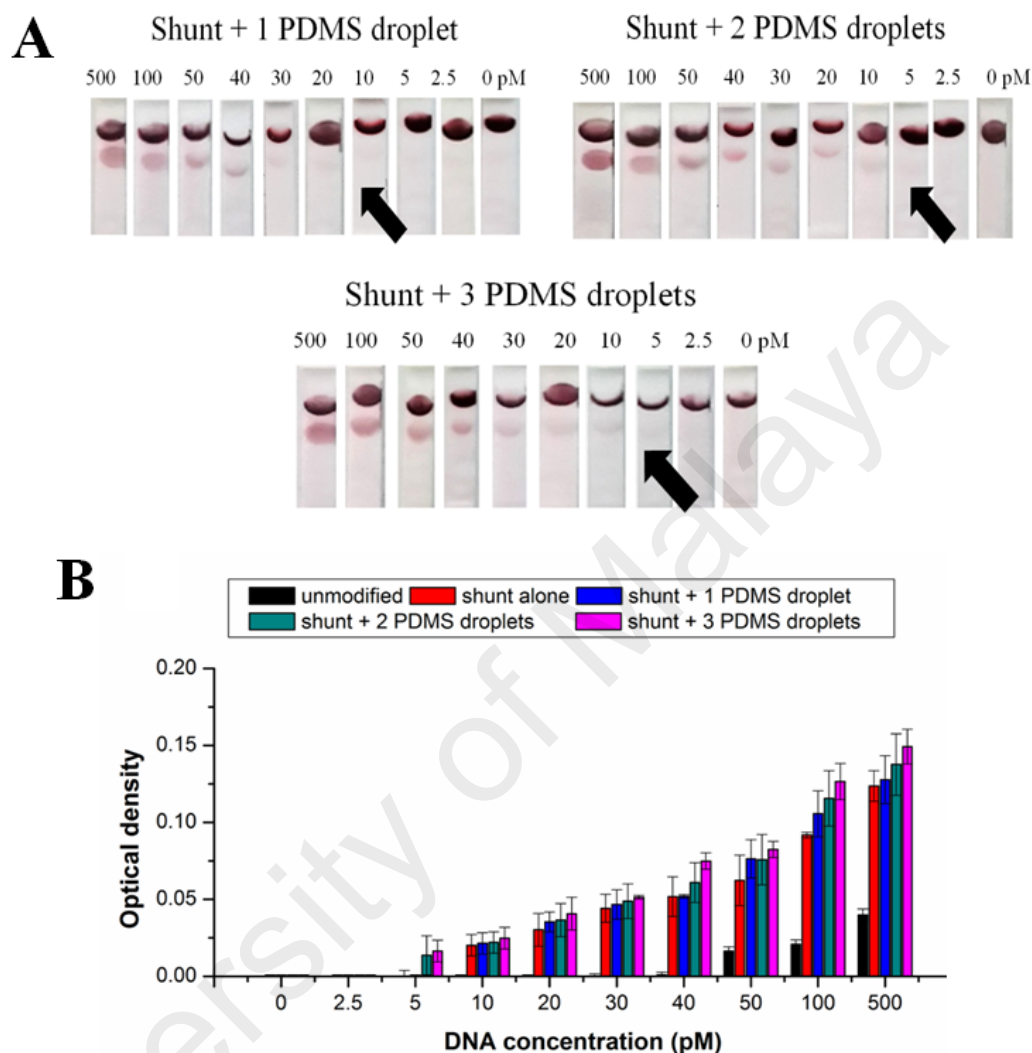 A
Shunt + 1 PDMS droplet
500 100 50 40 30 20 10 5 2.5 0 pM
Shunt + 2 PDMS droplets
500 100 50 40 30 20 10 5 2.5 0 pM
Shunt + 3 PDMS droplets
500 100 50 40 30 20 10 5 2.5 0 pM
B
unmodified shunt alone shunt + 1 PDMS droplet
shunt + 2 PDMS droplets shunt + 3 PDMS droplets
Optical density
0.20
0.15
0.10
0.05
0.00
0 2.5 5 10 20 30 40 50 100 500
DNA concentration (pM)
ersity of Malaya